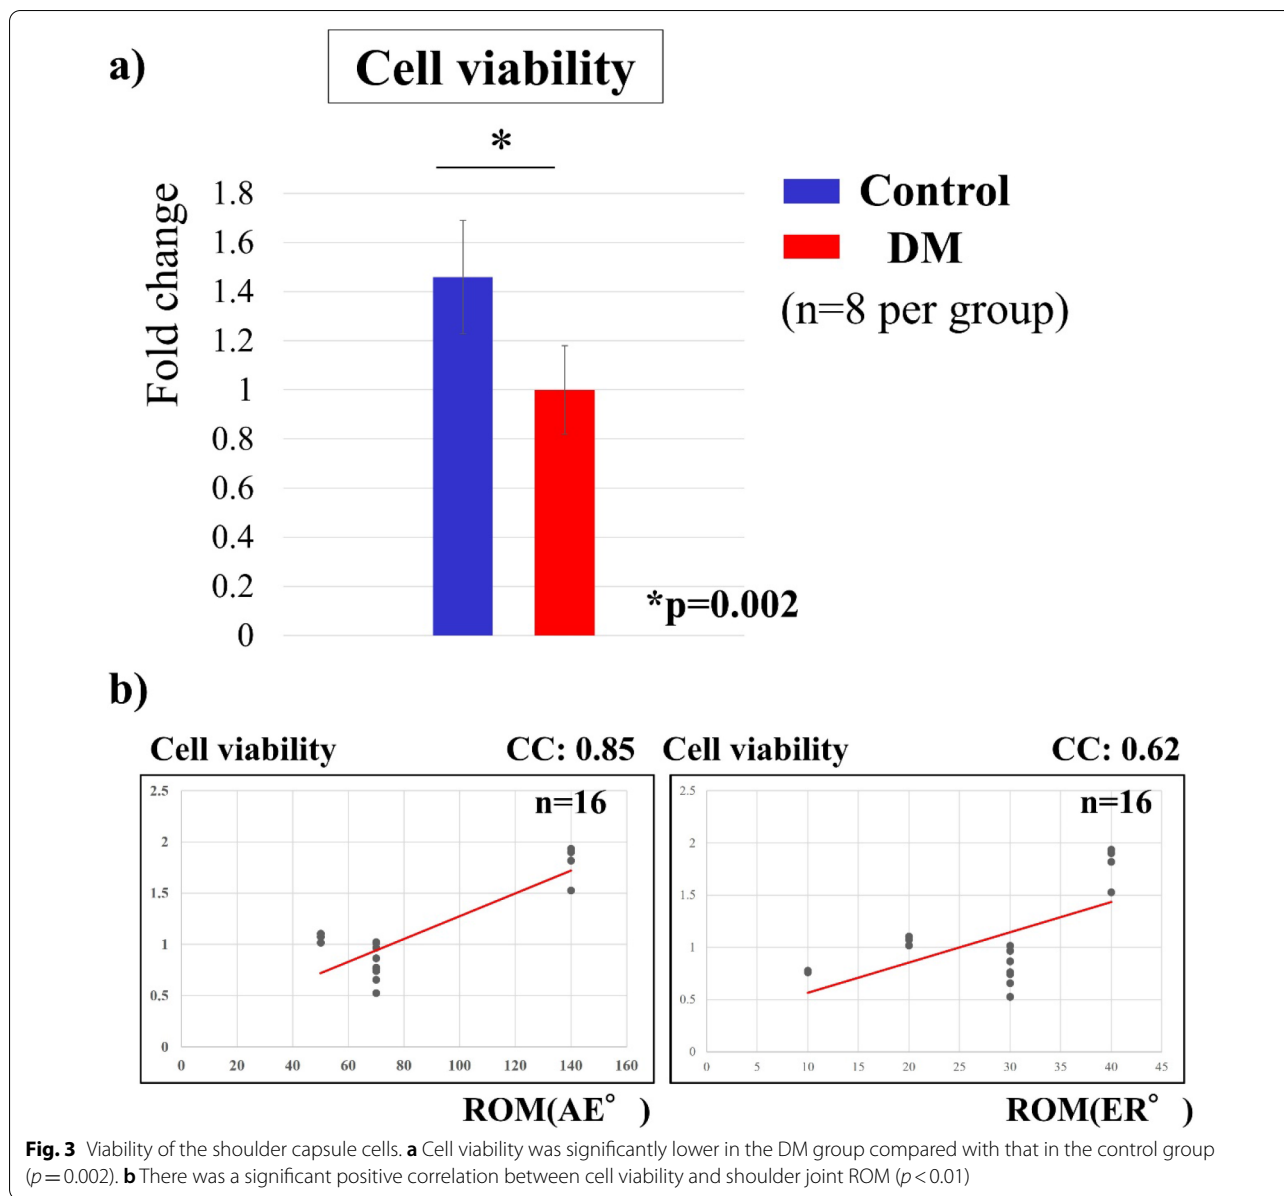 a)
Cell viability
*
Fold change
1.8
1.6
1.4
1.2
1
0.8
0.6
0.4
0.2
0
Control
DM
(n=8 per group)
*p=0.002
b)
Cell viability CC: 0.85
n=16
2.5
2
1.5
1
0.5
0
0 20 40 60 80 100 120 140 160
ROM(AE° )
Cell viability CC: 0.62
n=16
2.5
2
1.5
1
0.5
0
0 5 10 15 20 25 30 35 40 45
ROM(ER° )
Fig. 3 Viability of the shoulder capsule cells. a Cell viability was significantly lower in the DM group compared with that in the control group
(p = 0.002). b There was a significant positive correlation between cell viability and shoulder joint ROM (p < 0.01)